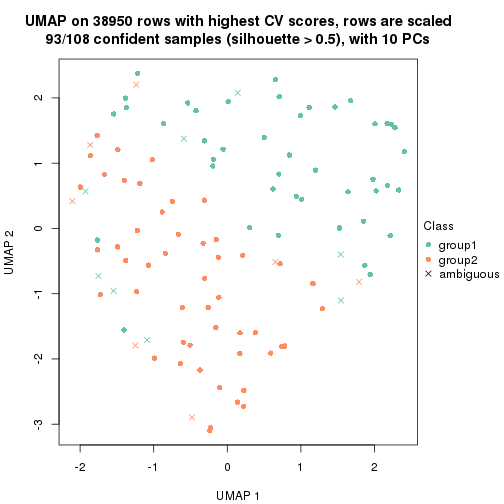 UMAP on 38950 rows with highest CV scores, rows are scaled
93/108 confident samples (silhouette > 0.5), with 10 PCs
2
1
0
-1
-2
-3
UMAP 2
-2
-1
0
1
2
UMAP 1
Class
group1
group2
ambiguous